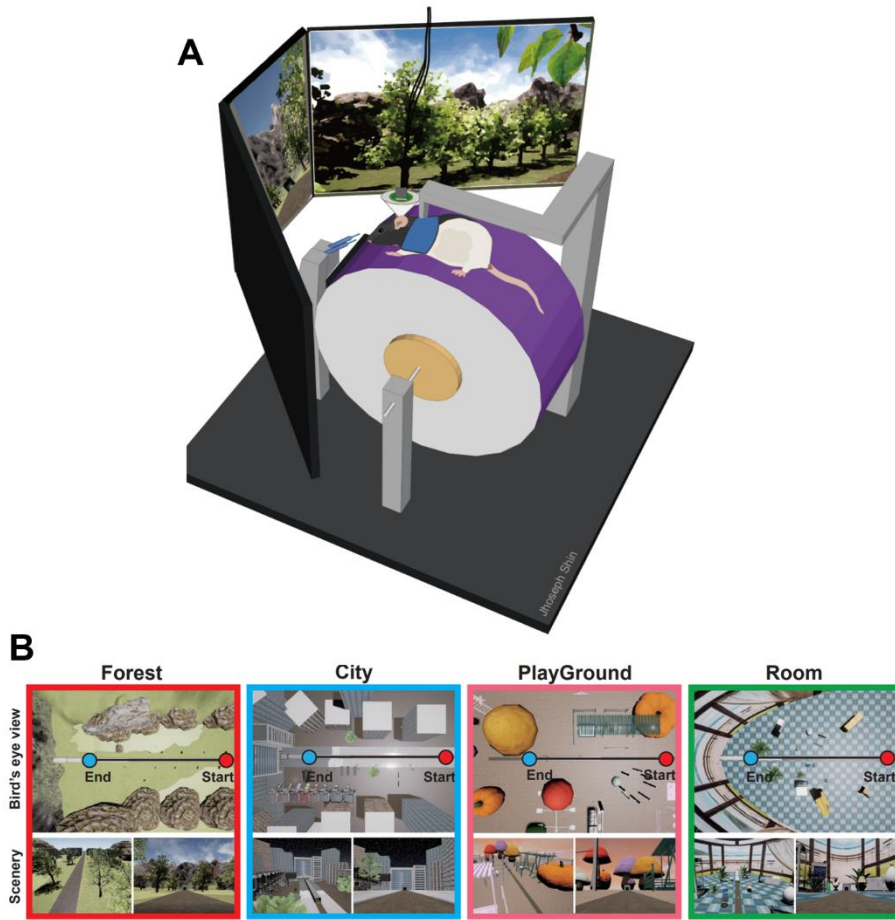 A
Jhoseph Shin
B
Forest
City
PlayGround
Room
Bird's eye view
End
Start
End
Start
End
Start
End
Start
Scenery